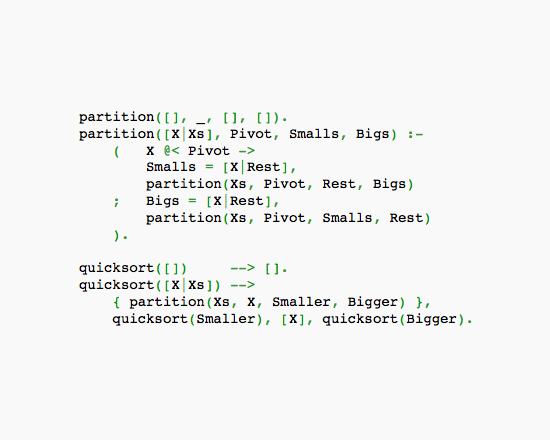 partition([], _, [], []).
partition([X|Xs], Pivot, Smalls, Bigs) :-
    (   X @< Pivot ->
        Smalls = [X|Rest],
        partition(Xs, Pivot, Rest, Bigs)
    ;   Bigs = [X|Rest],
        partition(Xs, Pivot, Smalls, Rest)
    ).

quicksort([])     --> [].
quicksort([X|Xs]) -->
    { partition(Xs, X, Smaller, Bigger) },
    quicksort(Smaller), [X], quicksort(Bigger).